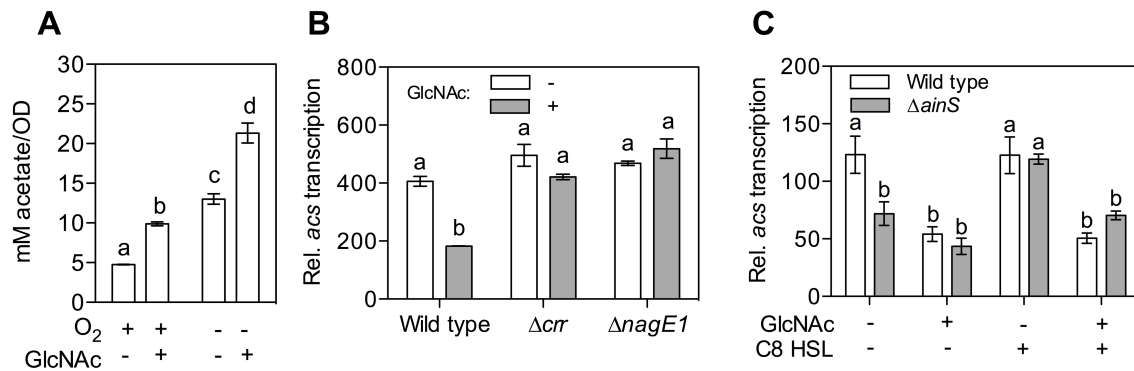 A
mM acetate/OD
30
25
20
15
10
5
0
a
b
c
d
O2 + + - -
GlcNAc - + - +
B
Rel. acs transcription
800
600
400
200
0
GlcNAc: -
+
a
b
a
a
a
a
Wild type ΔcrR ΔnagE1
C
Rel. acs transcription
200
150
100
50
0
Wild type
ΔainS
a
b
b
b
a
a
b
b
GlcNAc - + - +
C8 HSL - - + +